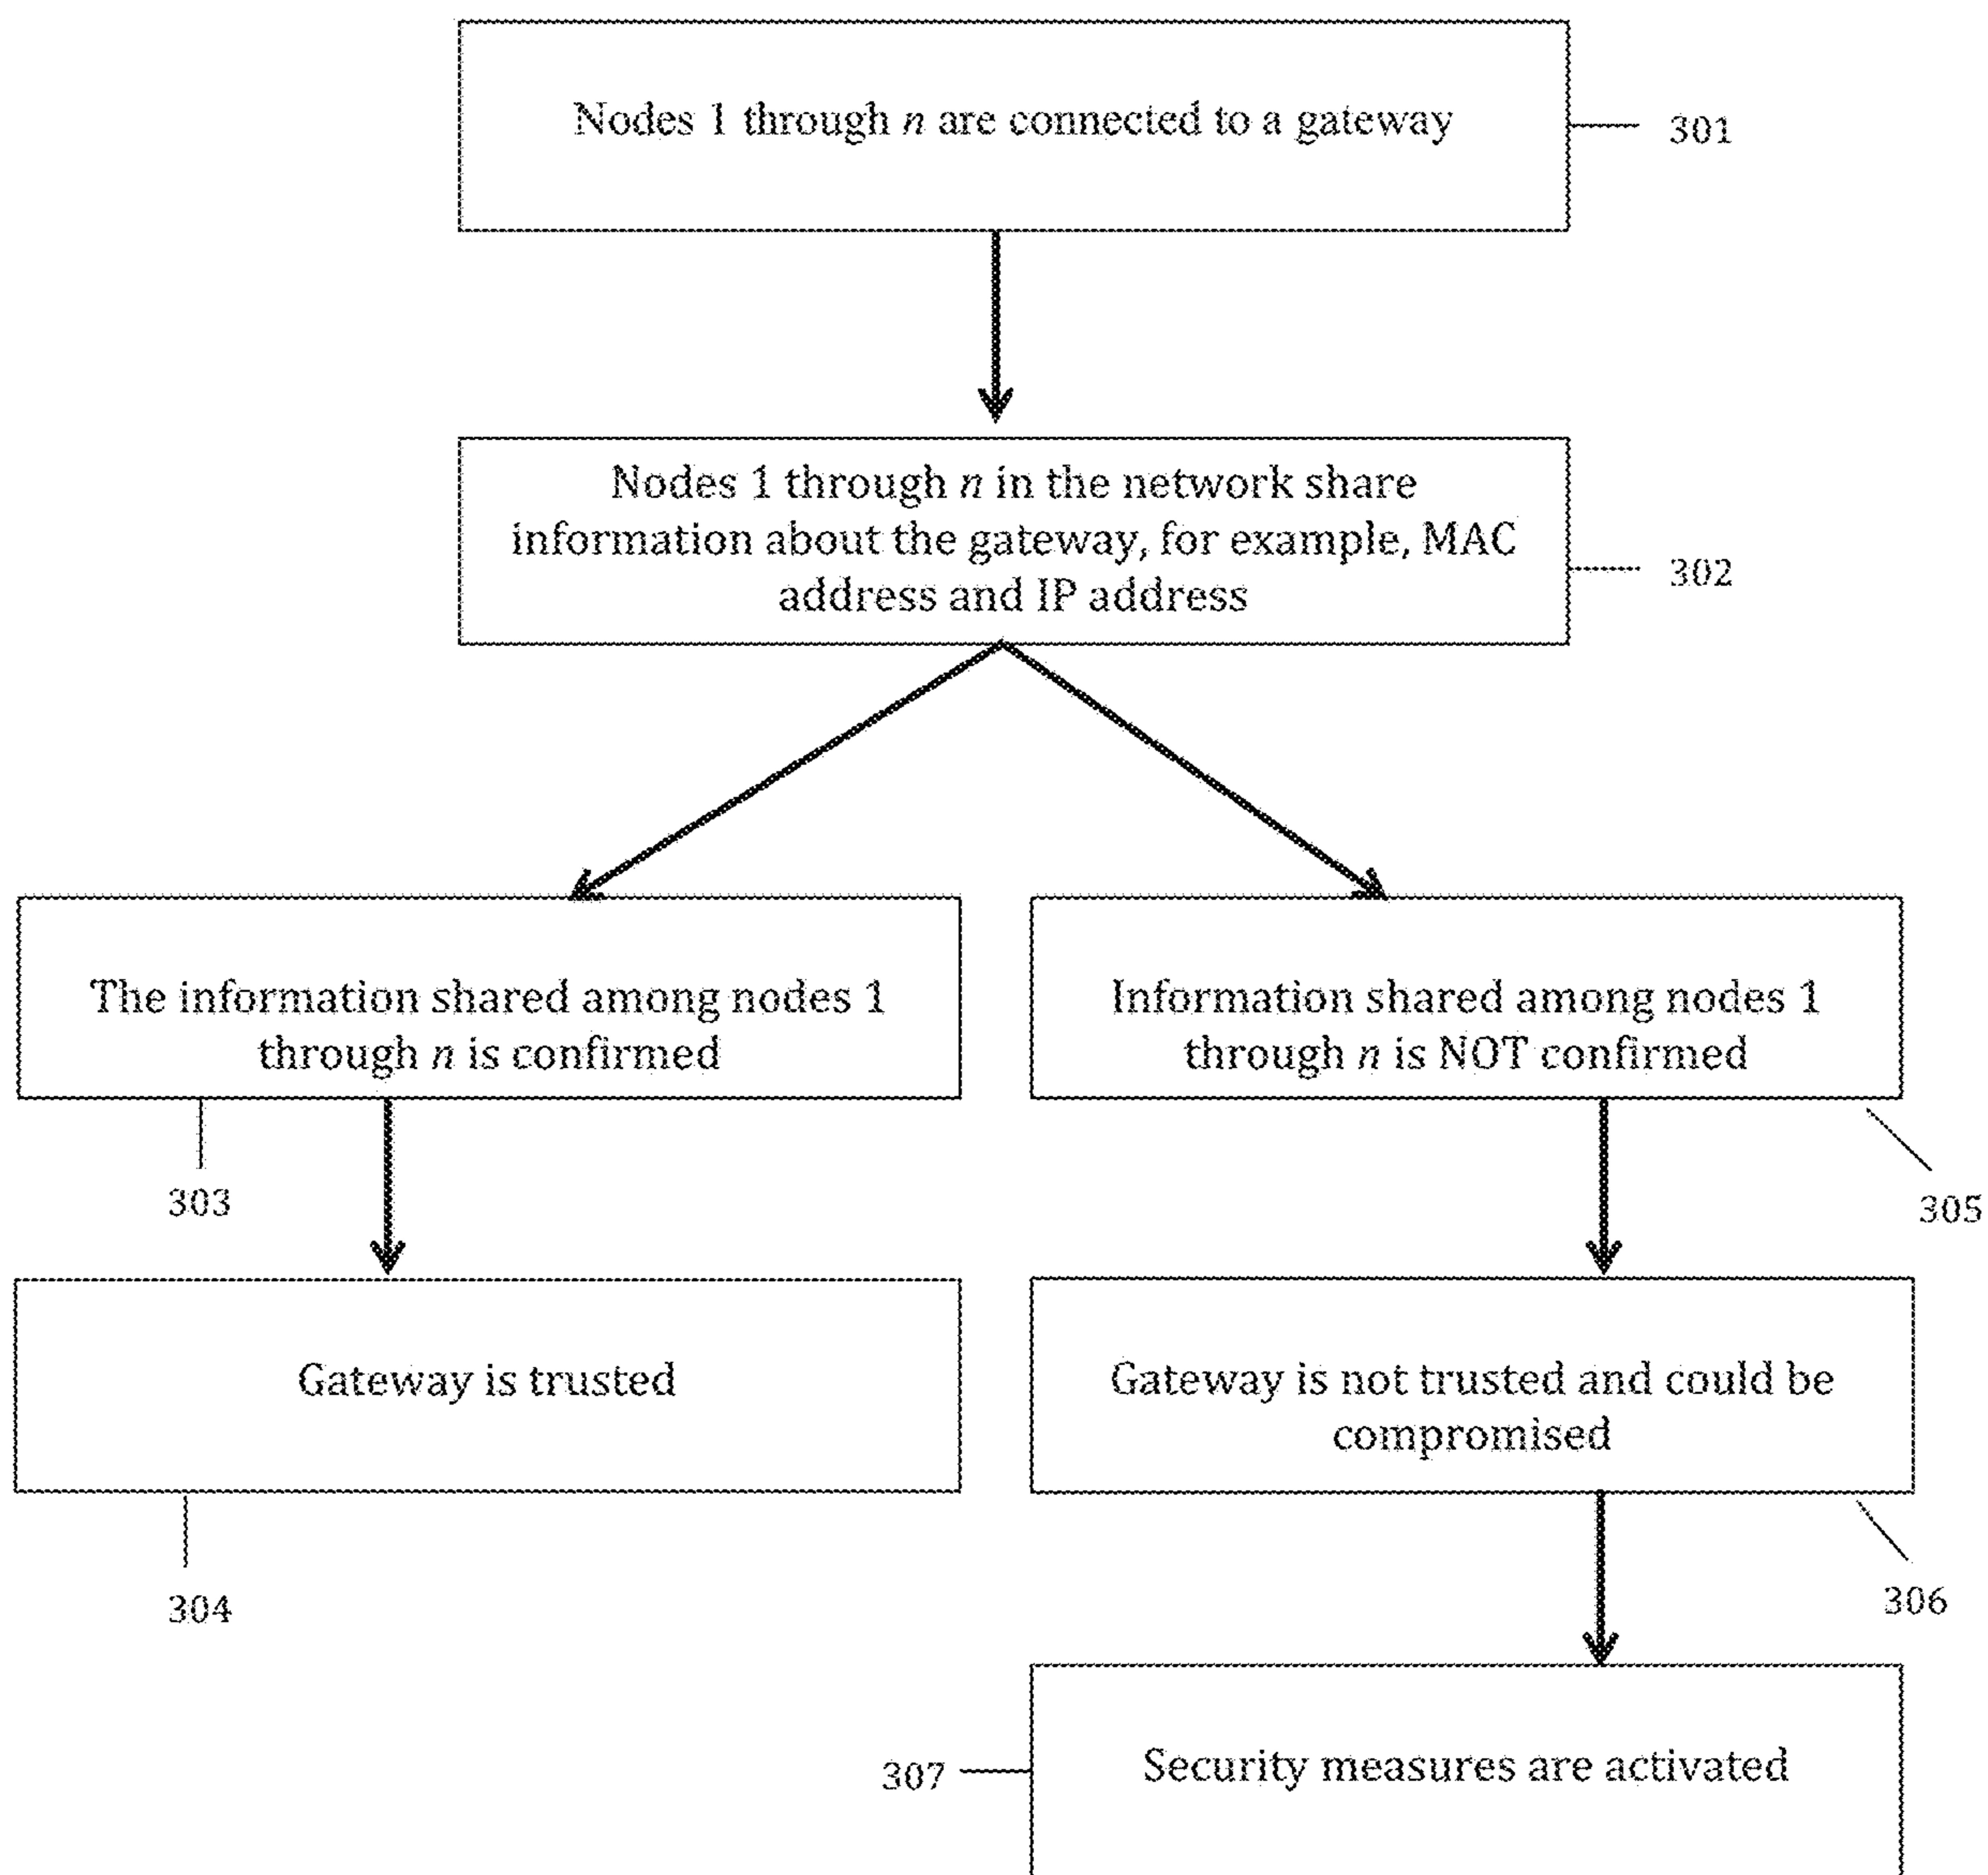 Nodes 1 through n are connected to a gateway
301
Nodes 1 through n in the network share
information about the gateway, for example, MAC
address and IP address
302
The information shared among nodes 1
through n is confirmed
303
Information shared among nodes 1
through n is NOT confirmed
305
Gateway is trusted
304
Gateway is not trusted and could be
compromised
306
Security measures are activated
307